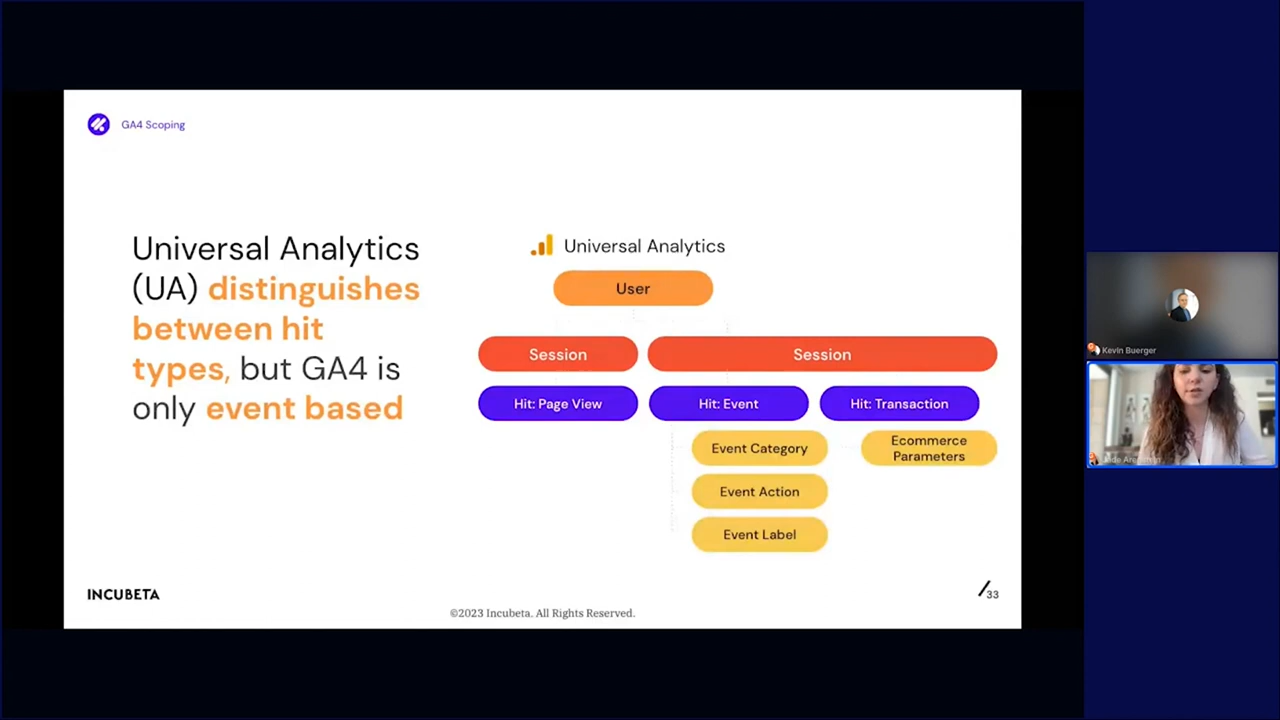 GA4 Scoping
Universal Analytics
(UA) distinguishes
between hit
types, but GA4 is
only event based
Universal Analytics
User
Session
Session
Hit: Page View
Hit: Event
Hit: Transaction
Event Category
Ecommerce
Parameters
Event Action
Event Label
INCUBETA
©2023 Incubeta. All Rights Reserved.
33
Kevin Buerger